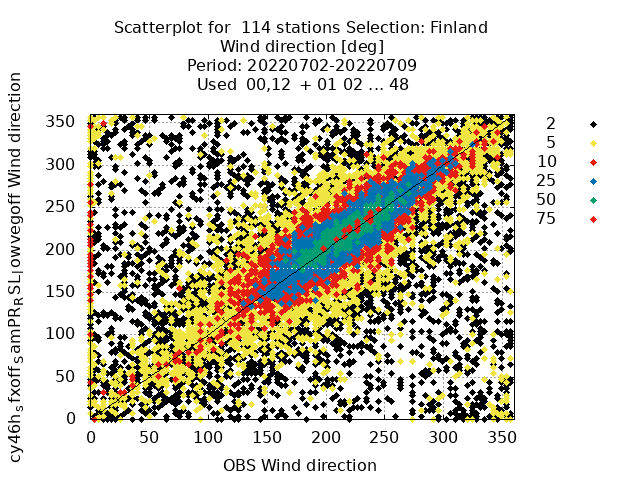 Scatterplot for 114 stations Selection: Finland
Wind direction [deg]
Period: 20220702-20220709
Used 00,12 + 01 02 ... 48
cy46h_sfxoff_SamPR_RSL_lowvegoff Wind direction
350
300
250
200
150
100
50
0
0 50 100 150 200 250 300 350
OBS Wind direction
2
5
10
25
50
75